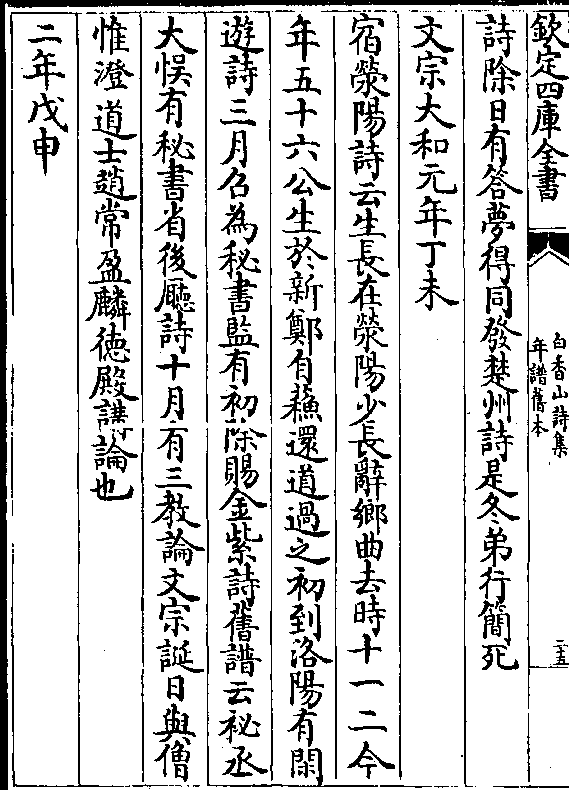 欽定四庫全書
白香山詩集
年譜舊本
二五
詩除日有答夢得同發楚州詩是冬弟行簡死
文宗大和元年丁未
宿滎陽詩云生長在滎陽少長辭鄉曲去時十一二今
年五十六公生於新鄭自蘓還道過之初到洛陽有閑
遊詩三月召為秘書監有初除賜金紫詩舊譜云祕丞
大悞有秘書省後廰詩十月有三教論文宗誕日與僧
惟澄道士趙常盈麟徳殿講論也
二年戊申